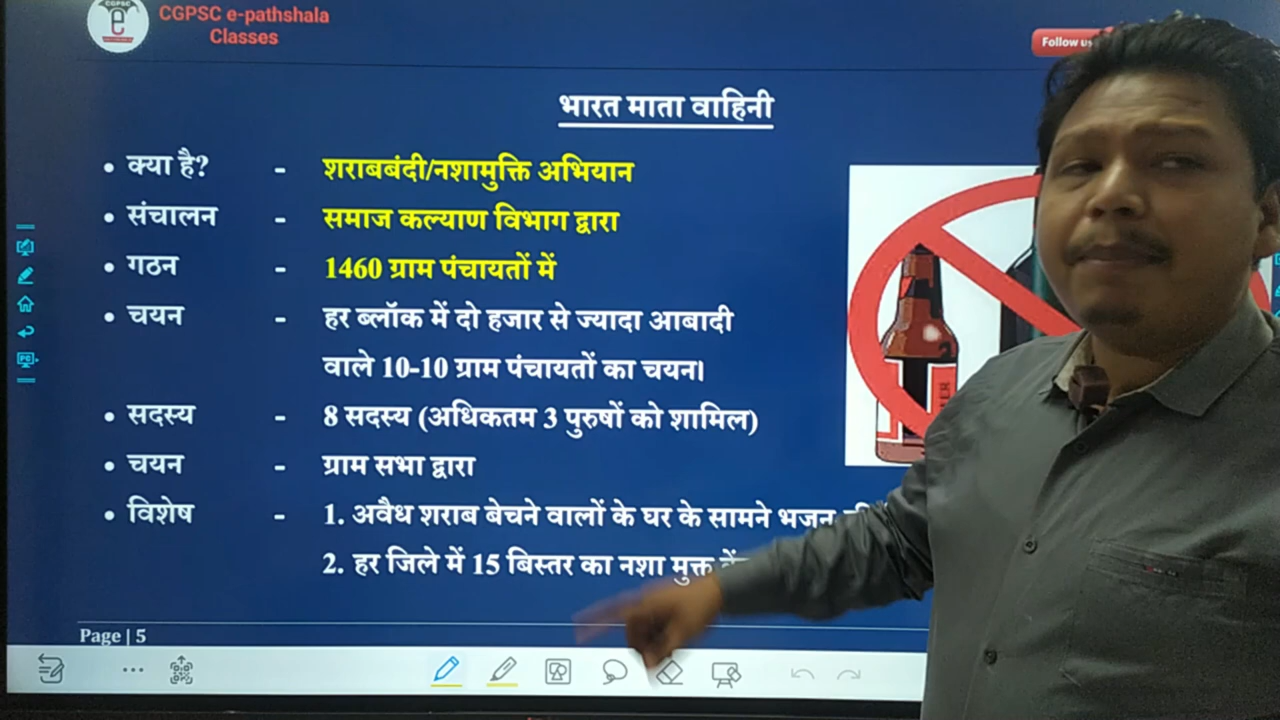 CGPSC
e
CGPSC e-pathshala
Classes
Follow us
भारत माता वाहिनी
• क्या है? - शराबबंदी/नशामुक्ति अभियान
• संचालन - समाज कल्याण विभाग द्वारा
• गठन - 1460 ग्राम पंचायतों में
• चयन - हर ब्लॉक में दो हजार से ज्यादा आबादी
वाले 10-10 ग्राम पंचायतों का चयन।
• सदस्य - 8 सदस्य (अधिकतम 3 पुरुषों को शामिल)
• चयन - ग्राम सभा द्वारा
• विशेष - 1. अवैध शराब बेचने वालों के घर के सामने भजन
2. हर जिले में 15 बिस्तर का नशा मुक्त
Page | 5